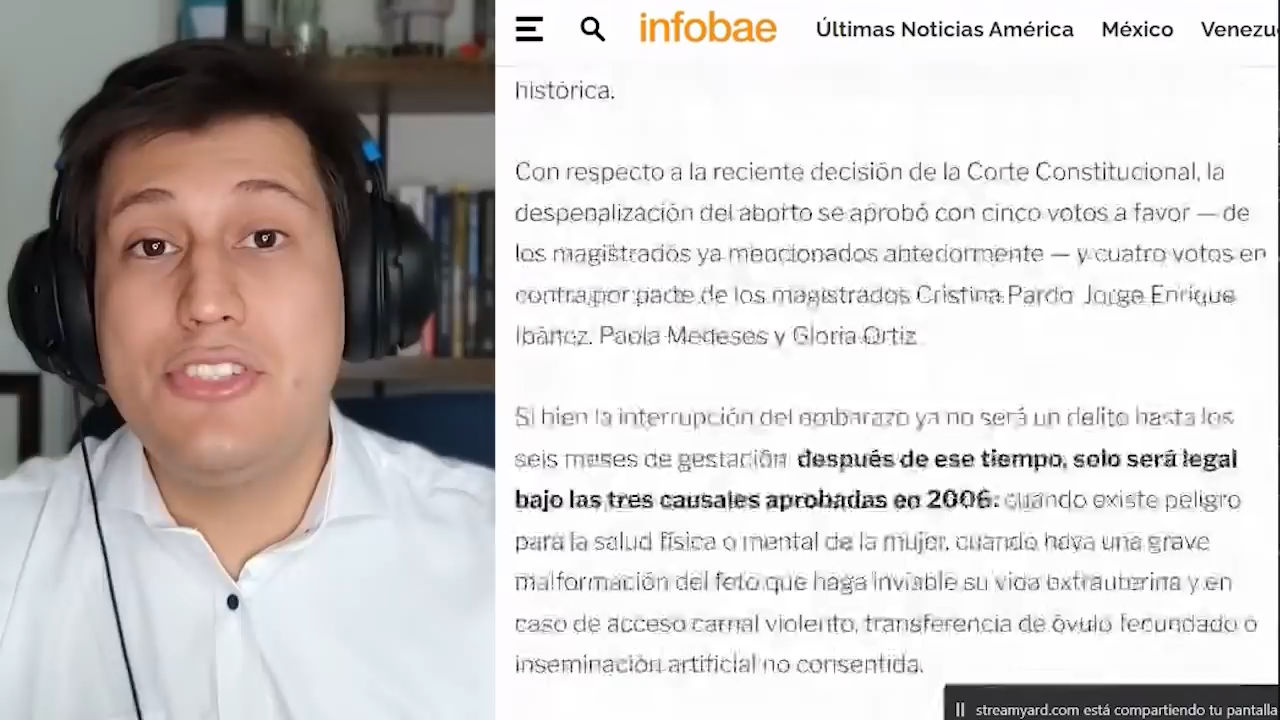 infobae Últimas Noticias América México Venezu
histórica.
Con respecto a la reciente decisión de la Corte Constitucional, la
despenalización del aborto se aprobó con cinco votos a favor — de
los magistrados ya mencionados anteriormente — y cuatro votos en
contra por parte de los magistrados Cristina Pardo Jorge Enrique
Ibáñez. Paola Meneses y Gloria Ortiz
Si bien la interrupción del embarazo ya no será un delito hasta los
seis meses de gestación después de ese tiempo, solo será legal
bajo las tres causales aprobadas en 2006: cuando existe peligro
para la salud física o mental de la mujer, cuando haya una grave
malformación del feto que haga inviable su vida extrauterina y en
caso de acceso carnal violento, transferencia de óvulo fecundado o
inseminación artificial no consentida.
streamyard.com está compartiendo tu pantalla